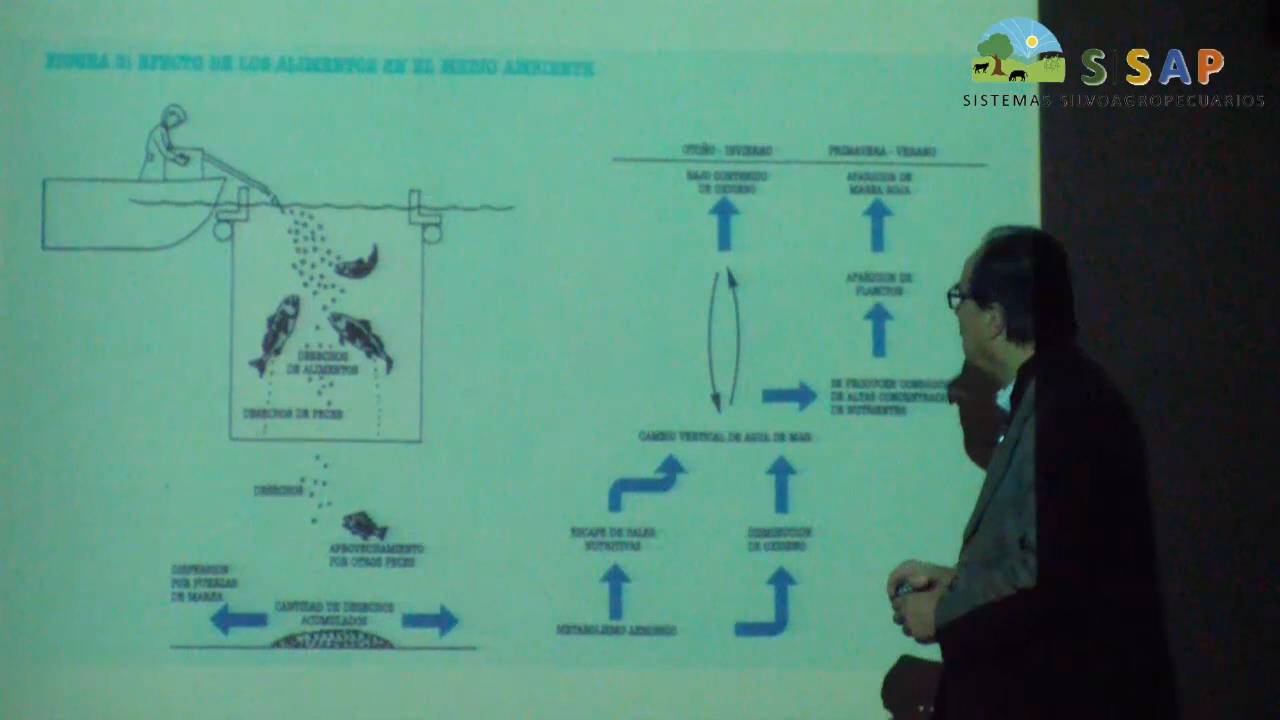 FIGURA 3: EFECTO DE LOS ALIMENTOS EN EL MEDIO AMBIENTE
SISAP
SISTEMAS SILVOAGROPECUARIOS
OTOÑO - INVIERNO
PRIMAVERA - VERANO
BAJO CONTENIDO
DE OXIGENO
APARICION DE
MAREA ROJA
APARICION DE
PLANCTON
DESECHOS
DE ALIMENTOS
DESECHOS DE PECES
SE PRODUCEN
DE ALTAS
DE NUTRIENTES
CAMBIO VERTICAL DE AGUA DE MAR
DESECHOS
APROVECHAMIENTO
POR OTROS PECES
ESCAPE DE SALES
NUTRITIVAS
DISMINUCION
DE OXIGENO
DISPERSION
POR FUERZAS
DE MAREA
CANTIDAD DE DESECHOS
ACUMULADOS
METABOLISMO AEROBICO